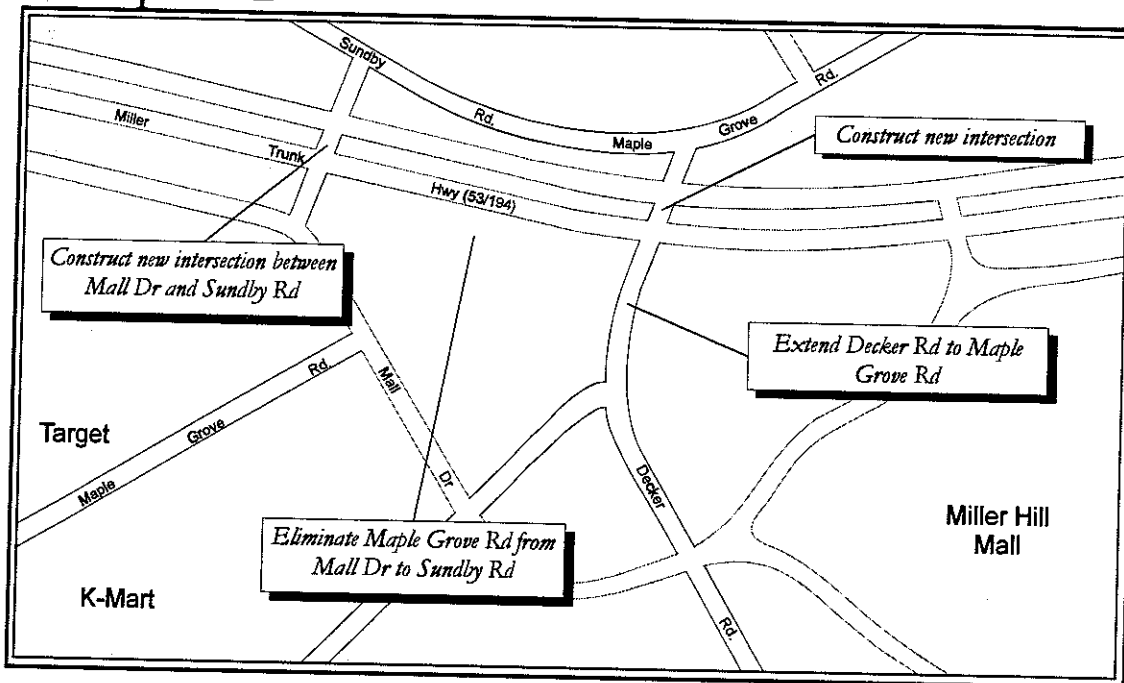 Sundby
Rd.
Maple
Grove
Rd.
Miller
Trunk
Hwy (53/194)
Construct new intersection
Construct new intersection between
Mall Dr and Sundby Rd
Extend Decker Rd to Maple
Grove Rd
Maple
Grove
Rd.
Mall
Dr
Target
Decker
Rd.
Eliminate Maple Grove Rd from
Mall Dr to Sundby Rd
Miller Hill
Mall
K-Mart